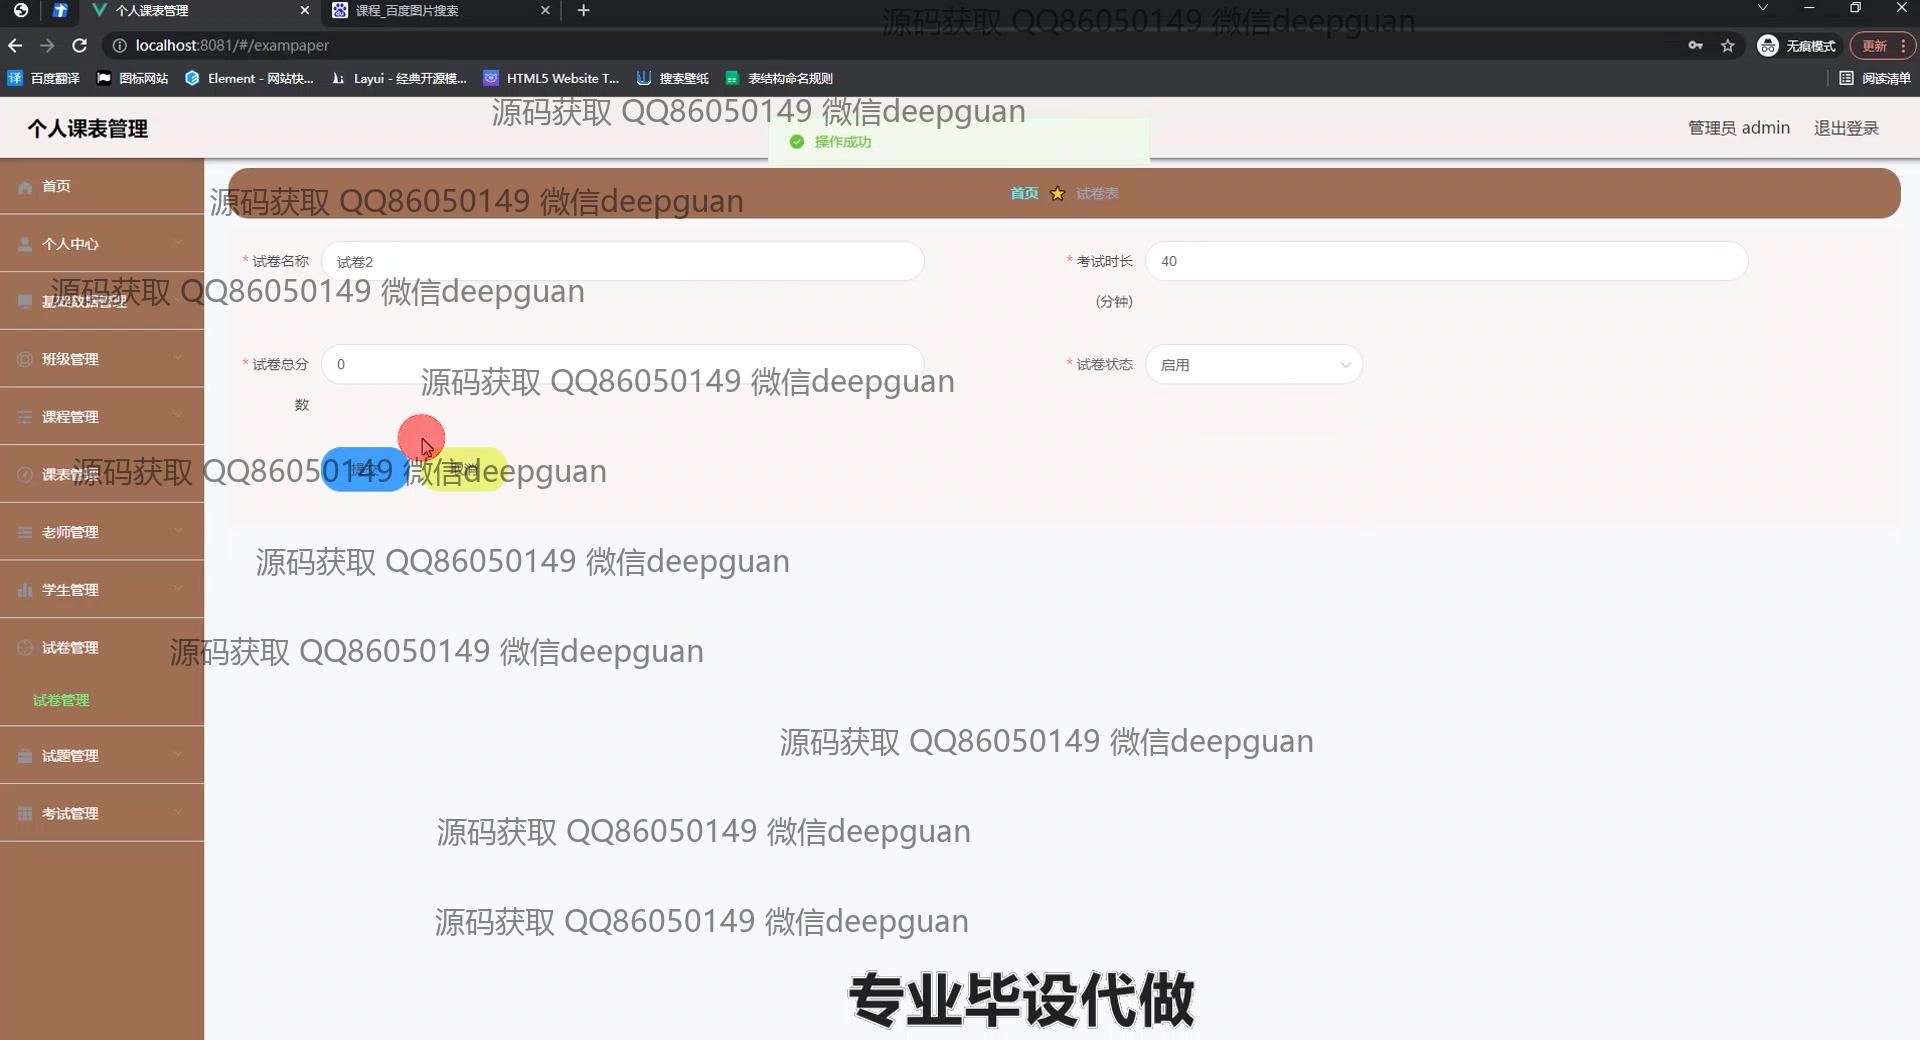 个人课表管理
课程_百度图片搜索
源码获取 QQ86050149 微信deepguan
localhost:8081/#/exampaper
无痕模式
更新
百度翻译
图标网站
Element - 网站快...
Layui - 经典开源模...
HTML5 Website T...
搜索壁纸
表结构命名规则
阅读清单
源码获取 QQ86050149 微信deepguan
个人课表管理
操作成功
管理员 admin
退出登录
首页
首页
试卷表
源码获取 QQ86050149 微信deepguan
个人中心
* 试卷名称
试卷2
* 考试时长
40
(分钟)
基础数据管理
源码获取 QQ86050149 微信deepguan
班级管理
* 试卷总分
0
数
* 试卷状态
启用
源码获取 QQ86050149 微信deepguan
课程管理
课表管理
源码获取 QQ86050149 微信deepguan
提交
取消
老师管理
源码获取 QQ86050149 微信deepguan
学生管理
试卷管理
源码获取 QQ86050149 微信deepguan
试卷管理
试题管理
源码获取 QQ86050149 微信deepguan
考试管理
源码获取 QQ86050149 微信deepguan
源码获取 QQ86050149 微信deepguan
专业毕设代做